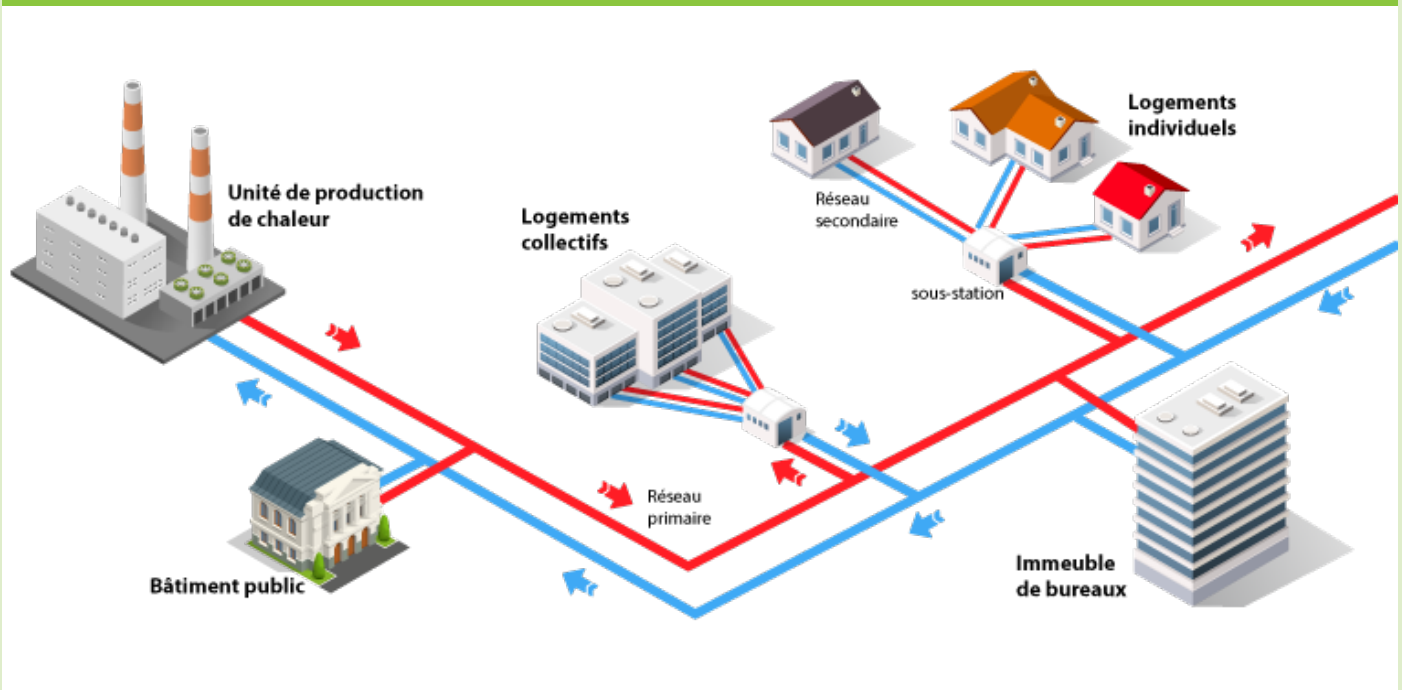 Unité de production
de chaleur
Logements
collectifs
Réseau
secondaire
Logements
individuels
sous-station
Réseau
primaire
Bâtiment public
Immeuble
de bureaux